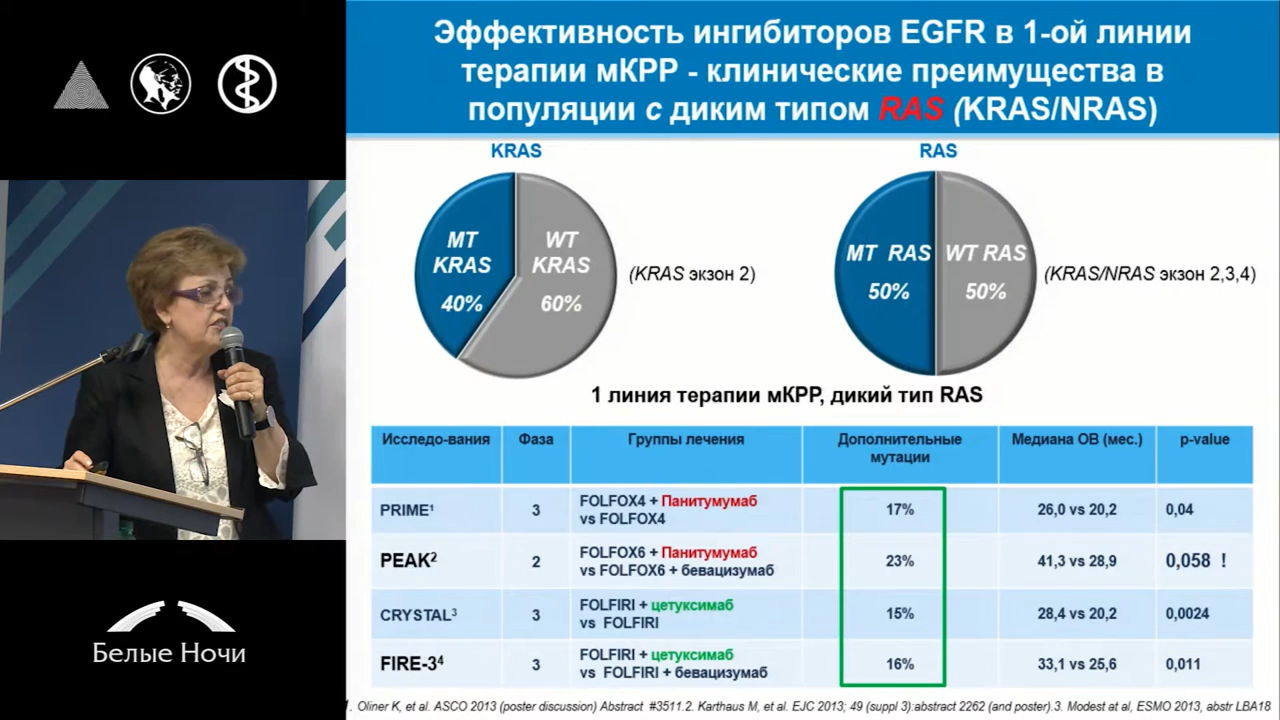 Эффективность ингибиторов EGFR в 1-ой линии
терапии мКРР - клинические преимущества в
популяции с диким типом RAS (KRAS/NRAS)
KRAS
RAS
MT
KRAS
40%
WT
KRAS
60%
(KRAS экзон 2)
MT RAS
50%
WT RAS
50%
(KRAS/NRAS экзон 2,3,4)
1 линия терапии мКРР, дикий тип RAS
Исследо-вания
Фаза
Группы лечения
Дополнительные
мутации
Медиана ОВ (мес.)
p-value
PRIME¹
3
FOLFOX4 + Панитумумаб
vs FOLFOX4
17%
26,0 vs 20,2
0,04
PEAK²
2
FOLFOX6 + Панитумумаб
vs FOLFOX6 + бевацизумаб
23%
41,3 vs 28,9
0,058 !
CRYSTAL³
3
FOLFIRI + цетуксимаб
vs FOLFIRI
15%
28,4 vs 20,2
0,0024
FIRE-3⁴
3
FOLFIRI + цетуксимаб
vs FOLFIRI + бевацизумаб
16%
33,1 vs 25,6
0,011
1. Oliner K, et al. ASCO 2013 (poster discussion) Abstract #3511.2. Karthaus M, et al. EJC 2013; 49 (suppl 3):abstract 2262 (and poster).3. Modest at al, ESMO 2013, abstr LBA18
Белые Ночи